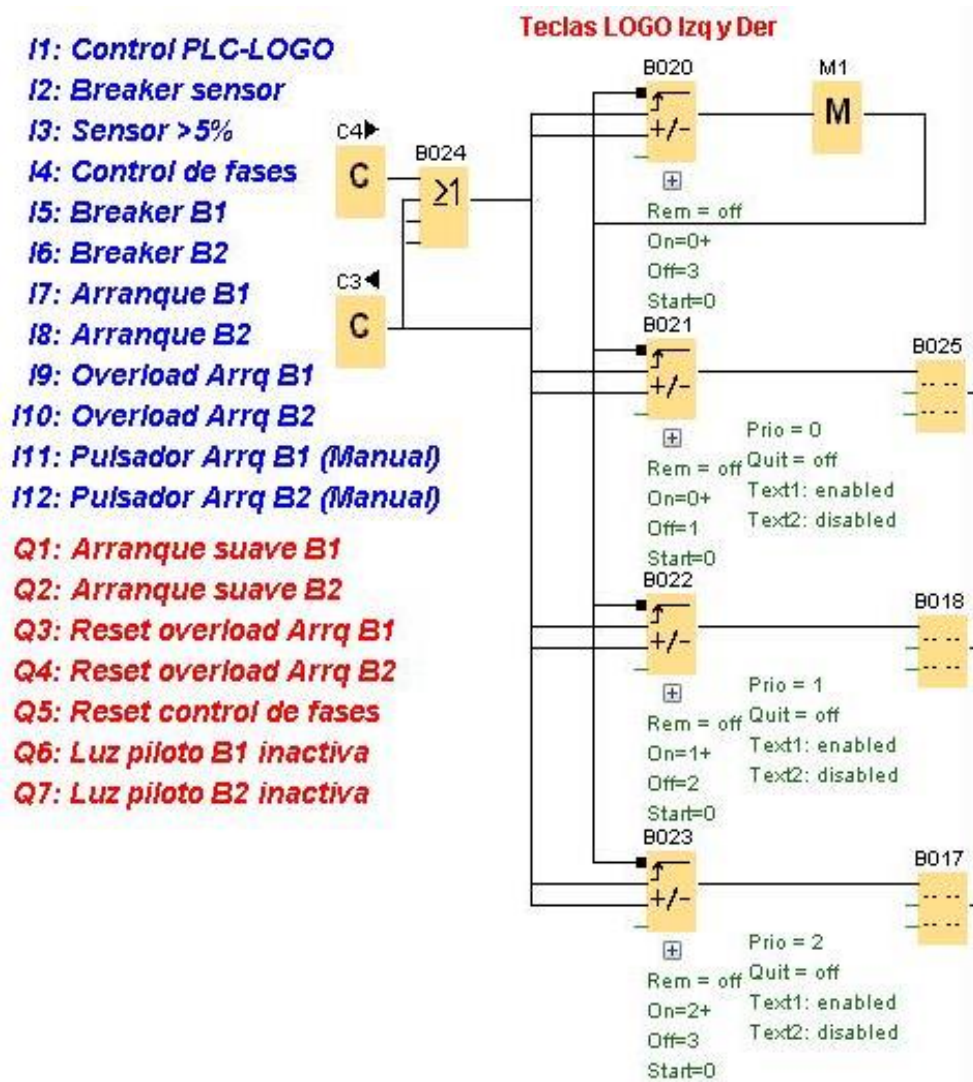 Teclas LOGO Izq y Der
I1: Control PLC-LOGO
I2: Breaker sensor
I3: Sensor >5%
I4: Control de fases
I5: Breaker B1
I6: Breaker B2
I7: Arranque B1
I8: Arranque B2
I9: Overload Arrq B1
I10: Overload Arrq B2
I11: Pulsador Arrq B1 (Manual)
I12: Pulsador Arrq B2 (Manual)
Q1: Arranque suave B1
Q2: Arranque suave B2
Q3: Reset overload Arrq B1
Q4: Reset overload Arrq B2
Q5: Reset control de fases
Q6: Luz piloto B1 inactiva
Q7: Luz piloto B2 inactiva
C4▶
C
B024
≥1
C3◀
C
B020
+/-
M1
M
Rem = off
On=0+
Off=3
Start=0
B021
+/-
Rem = off
On=0+
Off=1
Start=0
B025
Prio = 0
Quit = off
Text1: enabled
Text2: disabled
B022
+/-
Rem = off
On=1+
Off=2
Start=0
B018
Prio = 1
Quit = off
Text1: enabled
Text2: disabled
B023
+/-
Rem = off
On=2+
Off=3
Start=0
B017
Prio = 2
Quit = off
Text1: enabled
Text2: disabled